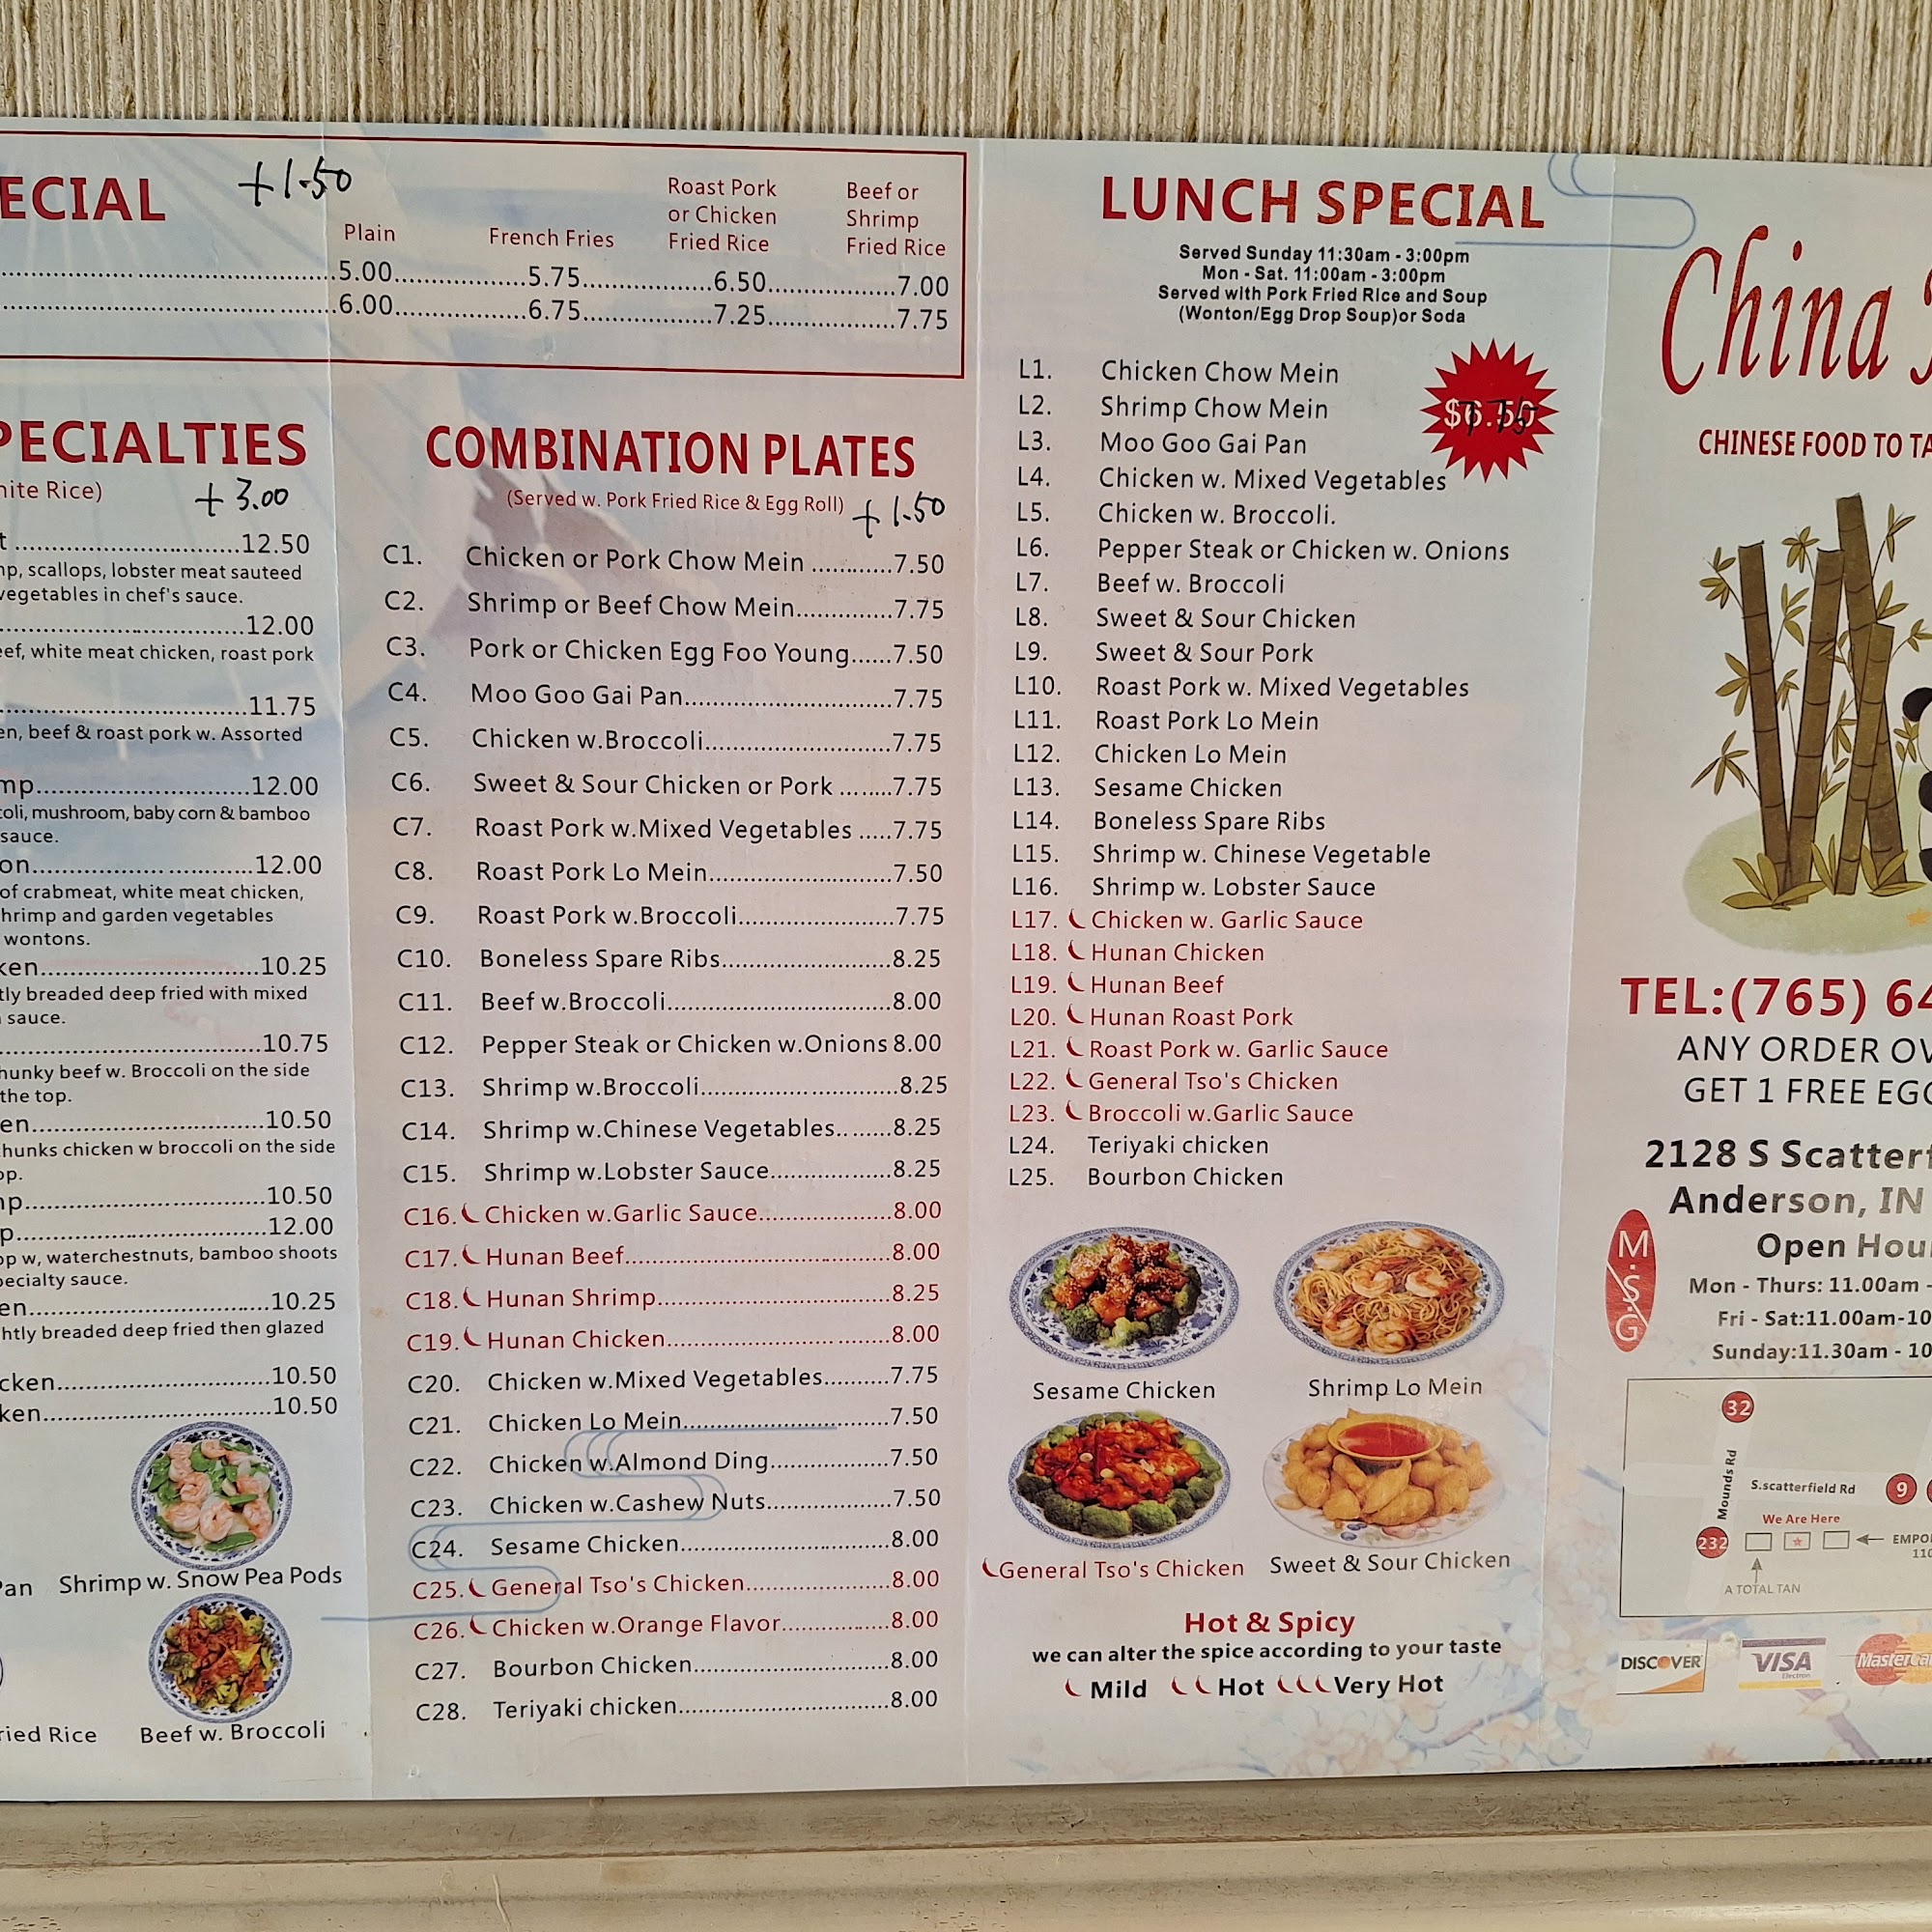 ECIAL +1.50
Plain French Fries Roast Pork or Chicken Fried Rice Beef or Shrimp Fried Rice
5.00 5.75 6.50 7.00
6.00 6.75 7.25 7.75
PECIALTIES
Rice) +3.00
12.50
scallops, lobster meat sauteed
vegetables in chef's sauce.
12.00
white meat chicken, roast pork
11.75
beef & roast pork w. Assorted
12.00
mushroom, baby corn & bamboo
sauce.
12.00
of crabmeat, white meat chicken,
shrimp and garden vegetables
wontons.
10.25
breaded deep fried with mixed
sauce.
10.75
chunky beef w. Broccoli on the side
the top.
10.50
chunks chicken w broccoli on the side
10.50
12.00
w, waterchestnuts, bamboo shoots
specialty sauce.
10.25
breaded deep fried then glazed
10.50
10.50
Pan Shrimp w. Snow Pea Pods
ried Rice Beef w. Broccoli
COMBINATION PLATES
(Served w. Pork Fried Rice & Egg Roll) +1.50
C1. Chicken or Pork Chow Mein 7.50
C2. Shrimp or Beef Chow Mein 7.75
C3. Pork or Chicken Egg Foo Young 7.50
C4. Moo Goo Gai Pan 7.75
C5. Chicken w.Broccoli 7.75
C6. Sweet & Sour Chicken or Pork 7.75
C7. Roast Pork w.Mixed Vegetables 7.75
C8. Roast Pork Lo Mein 7.50
C9. Roast Pork w.Broccoli 7.75
C10. Boneless Spare Ribs 8.25
C11. Beef w.Broccoli 8.00
C12. Pepper Steak or Chicken w.Onions 8.00
C13. Shrimp w.Broccoli 8.25
C14. Shrimp w.Chinese Vegetables 8.25
C15. Shrimp w.Lobster Sauce 8.25
C16. Chicken w.Garlic Sauce 8.00
C17. Hunan Beef 8.00
C18. Hunan Shrimp 8.25
C19. Hunan Chicken 8.00
C20. Chicken w.Mixed Vegetables 7.75
C21. Chicken Lo Mein 7.50
C22. Chicken w.Almond Ding 7.50
C23. Chicken w.Cashew Nuts 7.50
C24. Sesame Chicken 8.00
C25. General Tso's Chicken 8.00
C26. Chicken w.Orange Flavor 8.00
C27. Bourbon Chicken 8.00
C28. Teriyaki chicken 8.00
LUNCH SPECIAL
Served Sunday 11:30am - 3:00pm
Mon - Sat. 11:00am - 3:00pm
Served with Pork Fried Rice and Soup
(Wonton/Egg Drop Soup)or Soda
$6.50 7.75
L1. Chicken Chow Mein
L2. Shrimp Chow Mein
L3. Moo Goo Gai Pan
L4. Chicken w. Mixed Vegetables
L5. Chicken w. Broccoli.
L6. Pepper Steak or Chicken w. Onions
L7. Beef w. Broccoli
L8. Sweet & Sour Chicken
L9. Sweet & Sour Pork
L10. Roast Pork w. Mixed Vegetables
L11. Roast Pork Lo Mein
L12. Chicken Lo Mein
L13. Sesame Chicken
L14. Boneless Spare Ribs
L15. Shrimp w. Chinese Vegetable
L16. Shrimp w. Lobster Sauce
L17. Chicken w. Garlic Sauce
L18. Hunan Chicken
L19. Hunan Beef
L20. Hunan Roast Pork
L21. Roast Pork w. Garlic Sauce
L22. General Tso's Chicken
L23. Broccoli w.Garlic Sauce
L24. Teriyaki chicken
L25. Bourbon Chicken
Sesame Chicken Shrimp Lo Mein
General Tso's Chicken Sweet & Sour Chicken
Hot & Spicy
we can alter the spice according to your taste
Mild Hot Very Hot
China
CHINESE FOOD TO TA
TEL:(765) 64
ANY ORDER OV
GET 1 FREE EGG
2128 S Scatterf
Anderson, IN
Open Hou
M.S.G
Mon - Thurs: 11.00am -
Fri - Sat:11.00am-10
Sunday:11.30am - 10
32
Mounds Rd
S.scatterfield Rd 9
We Are Here
232 EMPO
110
A TOTAL TAN
DISCOVER VISA Electron MasterCa